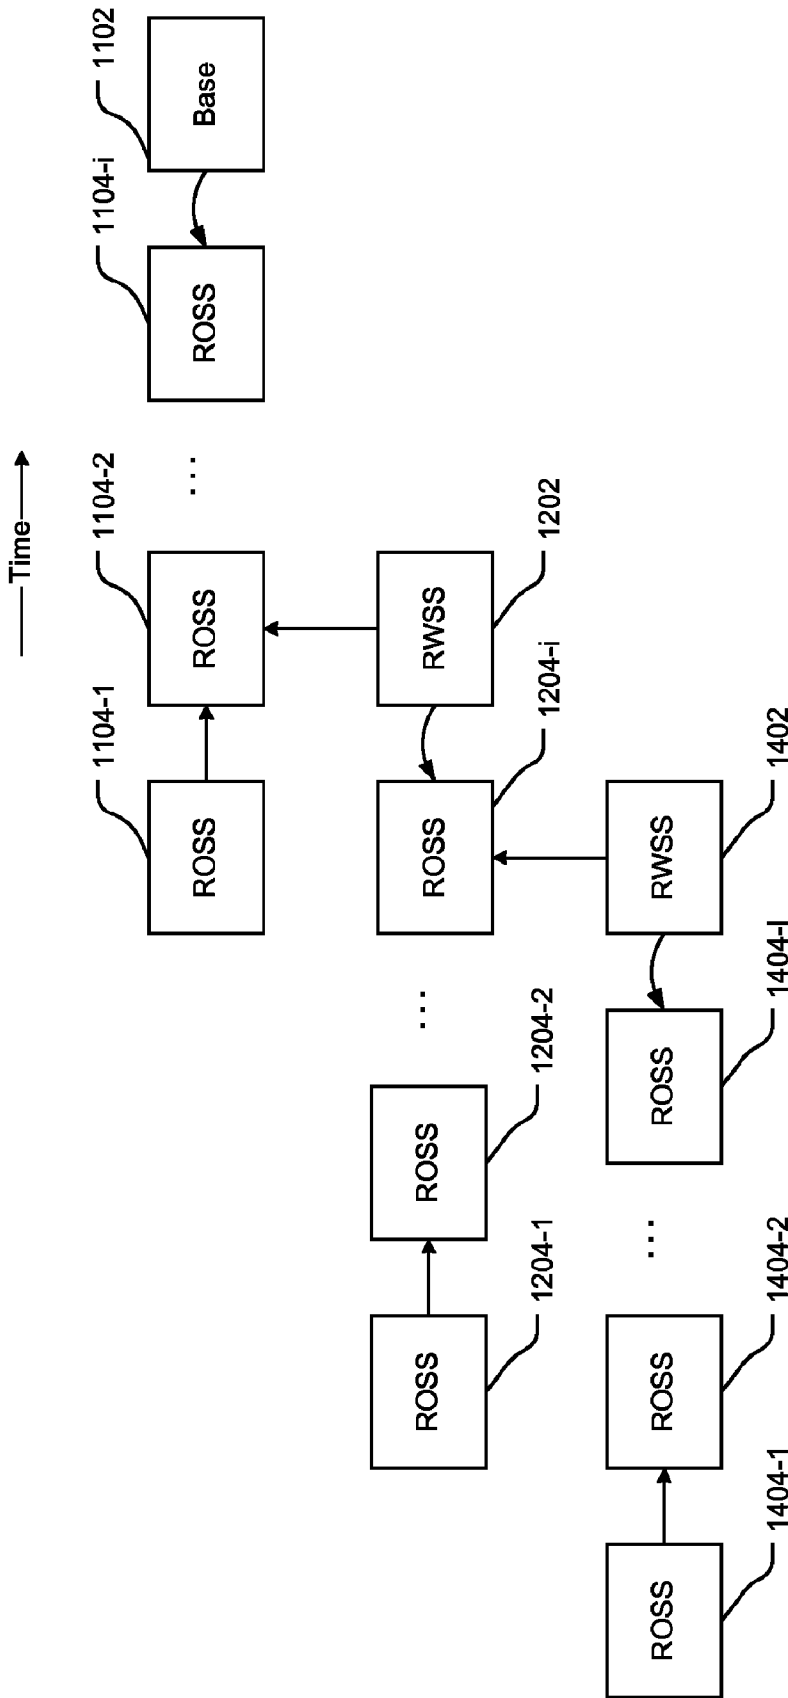 Time
1104-1
1104-2
1104-i
1102
ROSS
ROSS
...
ROSS
Base
ROSS
ROSS
...
ROSS
RWSS
1204-1
1204-2
1204-i
1202
ROSS
ROSS
...
ROSS
RWSS
1404-1
1404-2
1404-I
1402